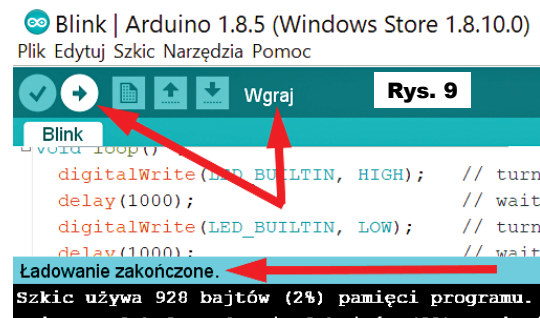 Blink | Arduino 1.8.5 (Windows Store 1.8.10.0)
Plik Edytuj Szkic Narzędzia Pomoc
Wgraj
Rys. 9
Blink
void loop()
digitalWrite(LED_BUILTIN, HIGH); // turn
delay(1000); // wait
digitalWrite(LED_BUILTIN, LOW); // turn
delay(1000); // wait
Ładowanie zakończone.
Szkic używa 928 bajtów (2%) pamięci programu.